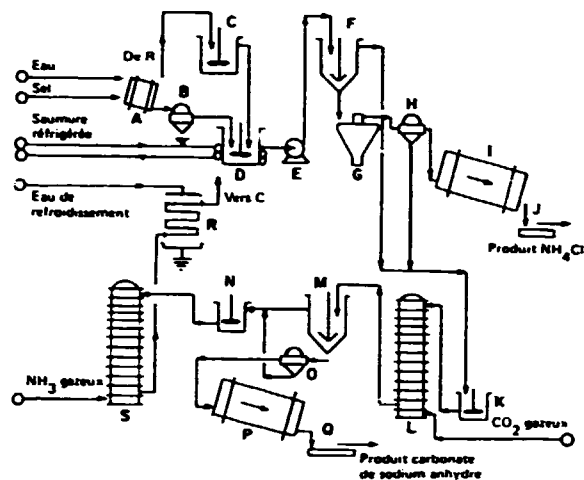 C
F
De R
Eau
Sel
B
A
H
Saumure
réfrigérée
I
D
E
G
J
Eau de
refroidissement
Vers C
R
Produit NH4Cl
N
M
L
K
O
NH3 gazeux
S
P
Q
CO2 gazeux
Produit carbonate
de sodium anhydre